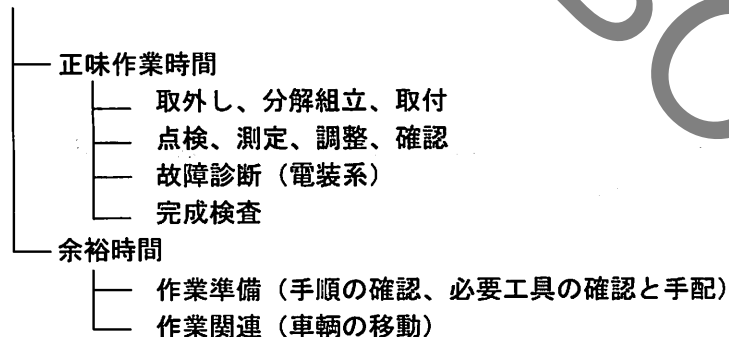 正味作業時間
取外し、分解組立、取付
点検、測定、調整、確認
故障診断（電装系）
完成検査
余裕時間
作業準備（手順の確認、必要工具の確認と手配）
作業関連（車輌の移動）